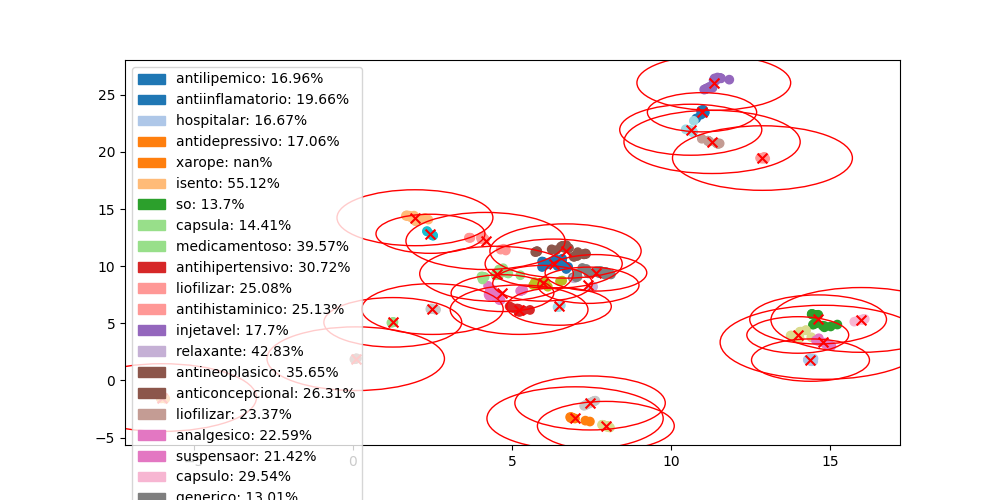 antilipemico: 16.96%
antiinflamatorio: 19.66%
hospitalar: 16.67%
antidepressivo: 17.06%
xarope: nan%
isento: 55.12%
so: 13.7%
capsula: 14.41%
medicamentoso: 39.57%
antihipertensivo: 30.72%
liofilizar: 25.08%
antihistaminico: 25.13%
injetavel: 17.7%
relaxante: 42.83%
antineoplasico: 35.65%
anticoncepcional: 26.31%
liofilizar: 23.37%
analgesico: 22.59%
suspensaor: 21.42%
capsulo: 29.54%
generico: 13.01%
25
20
15
10
5
0
−5
0
5
10
15